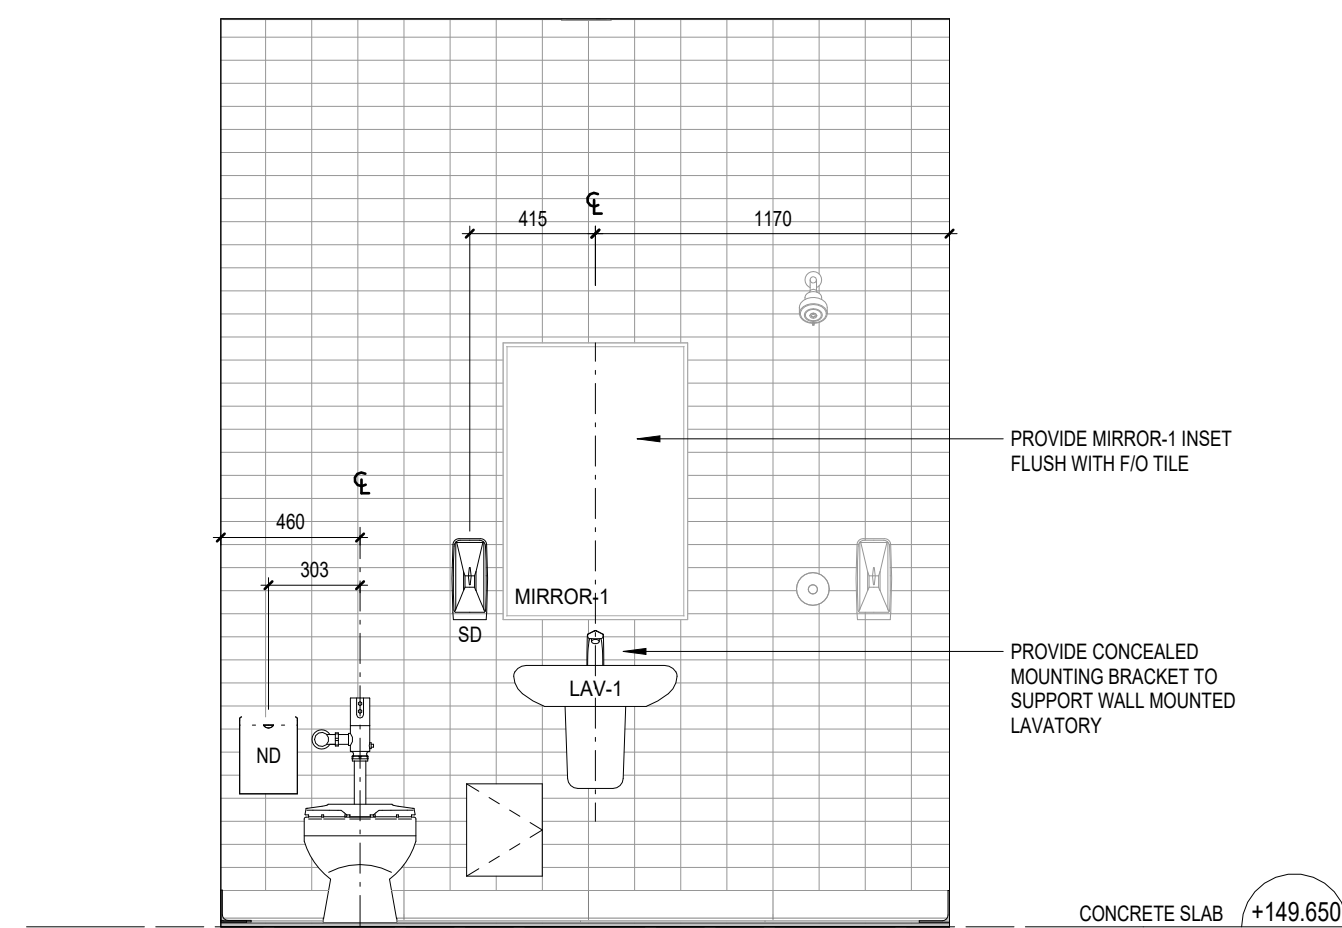 ℄
415
1170
PROVIDE MIRROR-1 INSET
FLUSH WITH F/O TILE
℄
460
303
MIRROR-1
SD
PROVIDE CONCEALED
MOUNTING BRACKET TO
SUPPORT WALL MOUNTED
LAVATORY
LAV-1
ND
CONCRETE SLAB
+149.650